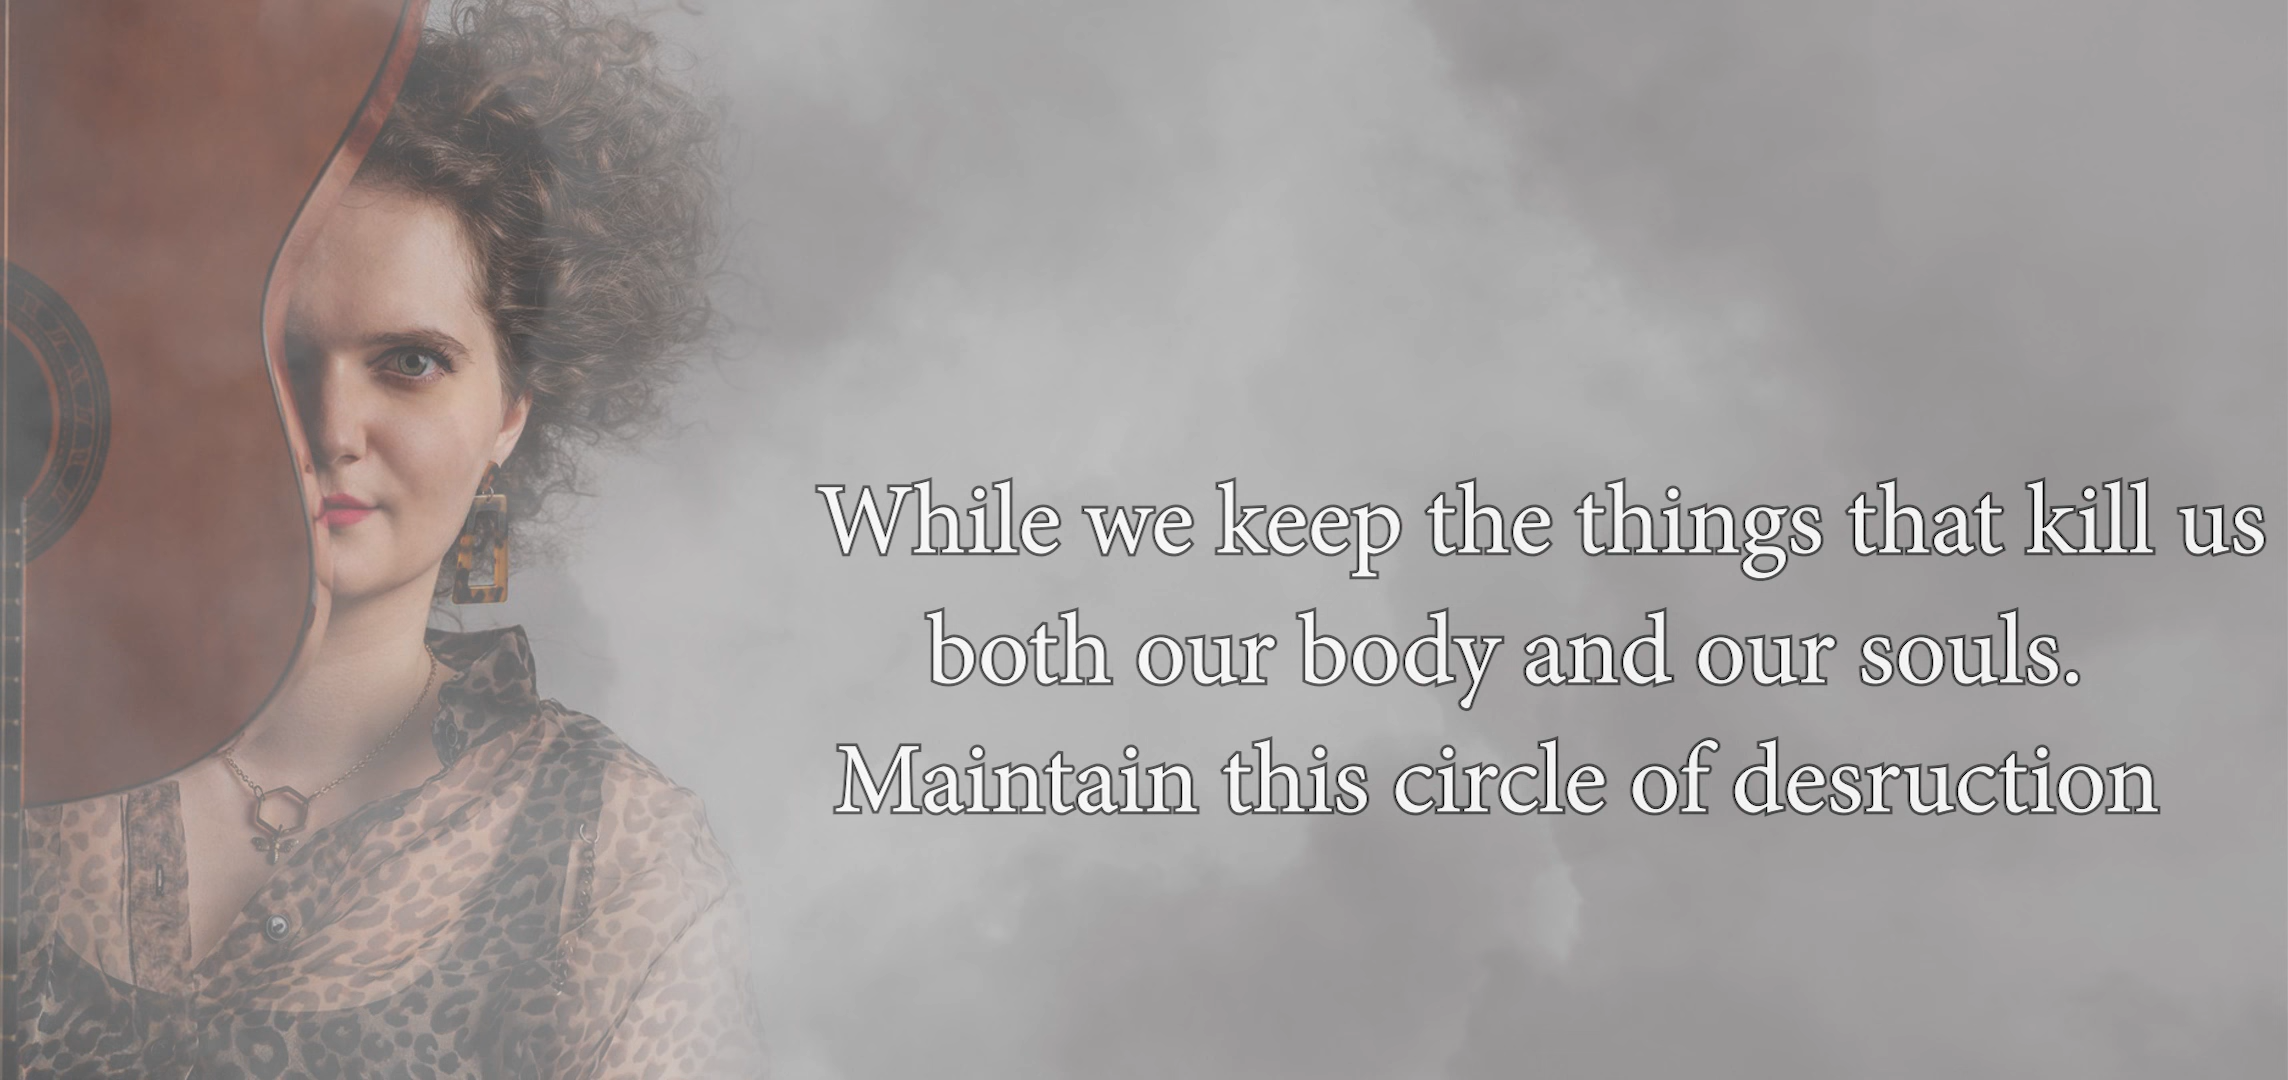 While we keep the things that kill us
both our body and our souls.
Maintain this circle of desruction